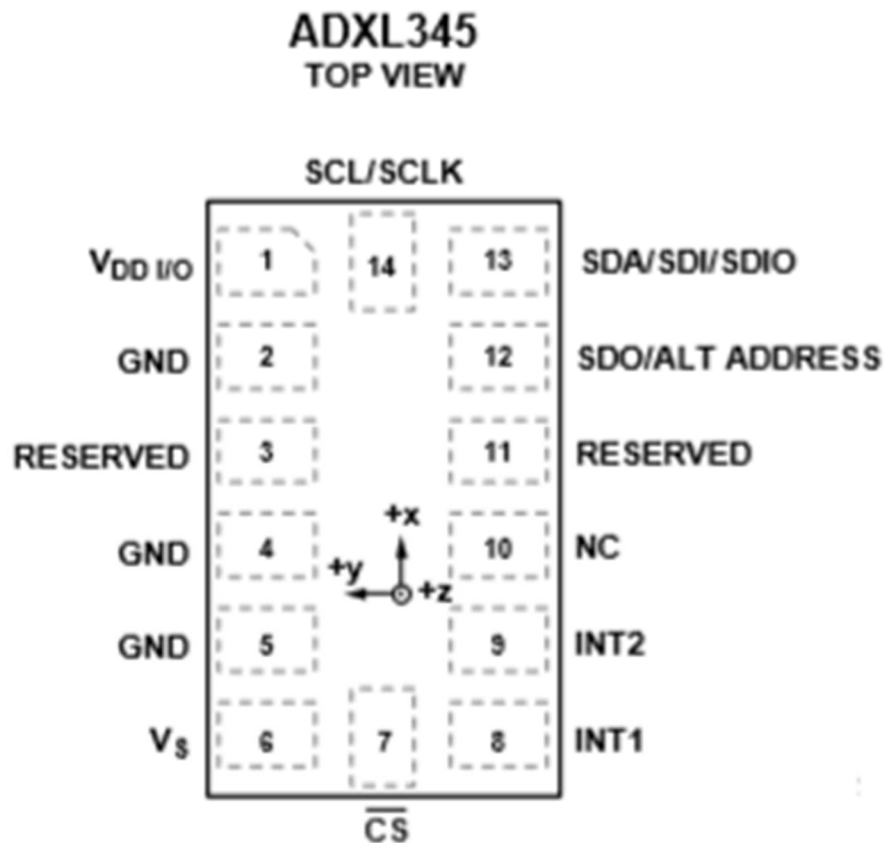 ADXL345
TOP VIEW
SCL/SCLK
VDD I/O 1 14 13 SDA/SDI/SDIO
GND 2 12 SDO/ALT ADDRESS
RESERVED 3 11 RESERVED
+x
GND 4 10 NC
+y +z
GND 5 9 INT2
VS 6 7 8 INT1
CS